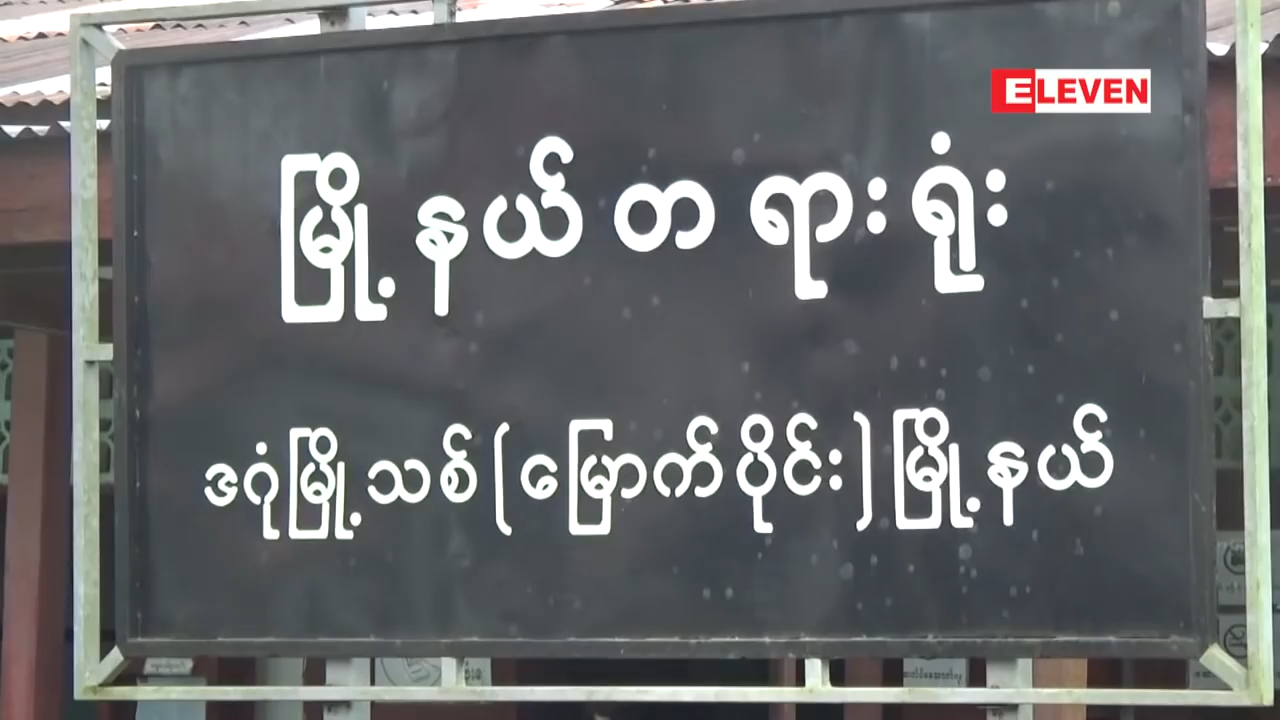 ELEVEN
မြို့နယ်တရားရုံး
ဒဂုံမြို့သစ်(မြောက်ပိုင်း)မြို့နယ်